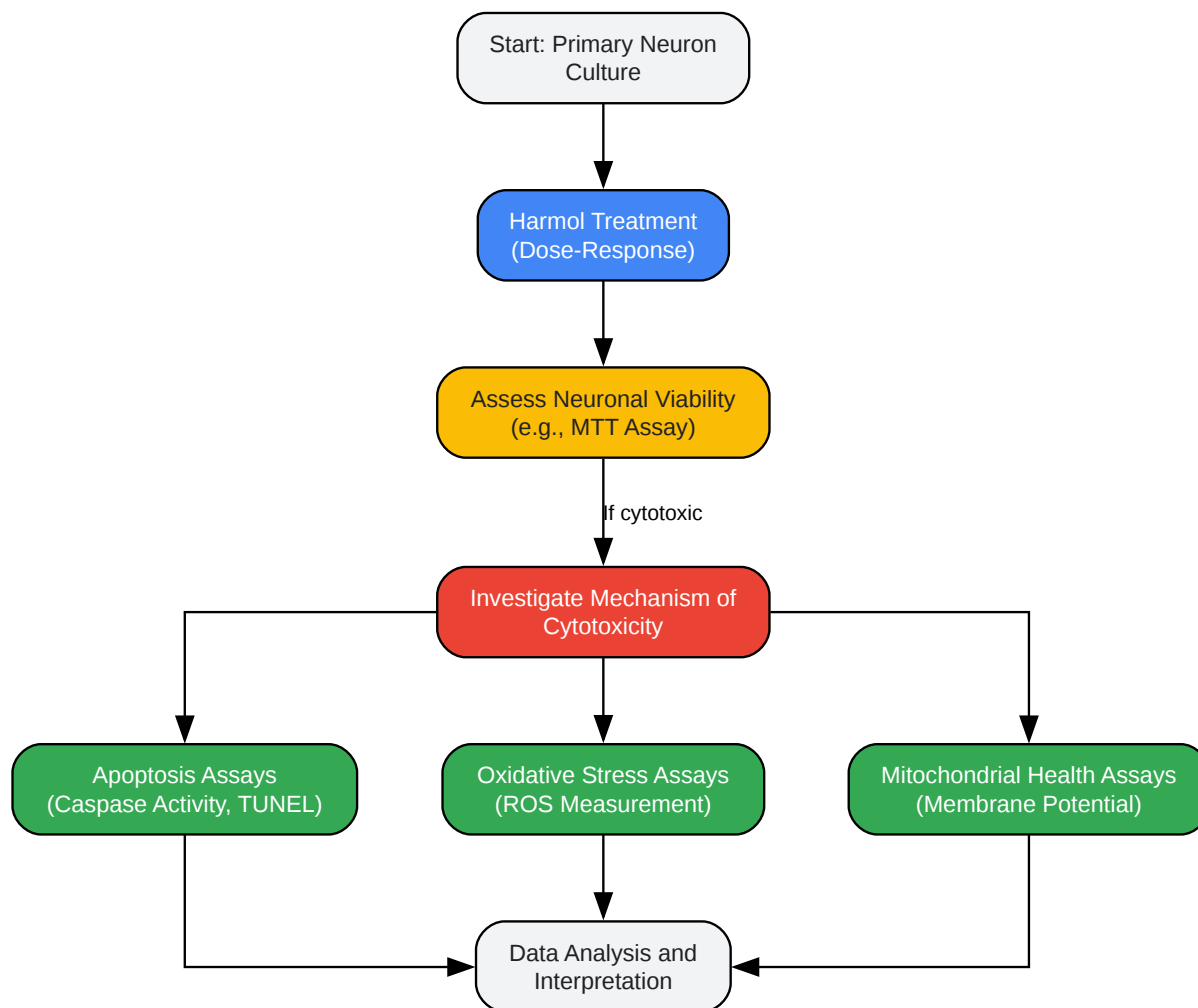 Start: Primary Neuron
Culture
Harmol Treatment
(Dose-Response)
Assess Neuronal Viability
(e.g., MTT Assay)
If cytotoxic
Investigate Mechanism of
Cytotoxicity
Apoptosis Assays
(Caspase Activity, TUNEL)
Oxidative Stress Assays
(ROS Measurement)
Mitochondrial Health Assays
(Membrane Potential)
Data Analysis and
Interpretation